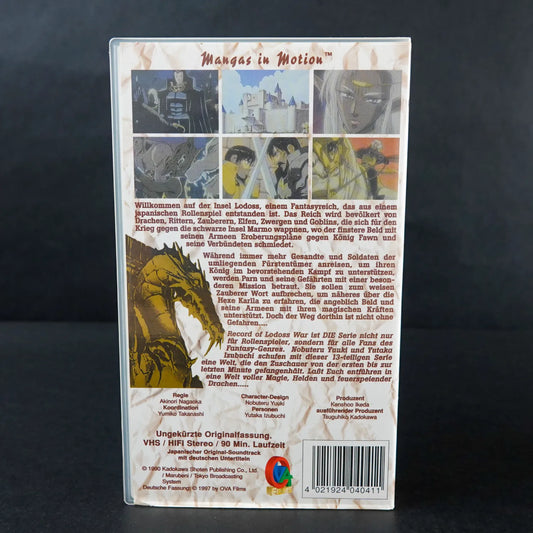 Mangas in Motion™
Willkommen auf der Insel Lodoss, einem Fantasyreich, das aus einem
japanischen Rollenspiel entstanden ist. Das Reich wird bevölkert von
Drachen, Rittern, Zauberern, Elfen, Zwergen und Goblins, die sich für den
Krieg gegen die schwarze Insel Marmo wappnen, wo der finstere Beld mit
seinen Armeen Eroberungspläne gegen König Fawn und
seine Verbündeten schmiedet.
Während immer mehr Gesandte und Soldaten der
umliegenden Fürstentümer anreisen, um ihren
König im bevorstehenden Kampf zu unterstützen,
werden Parn und seine Gefährten mit einer beson-
deren Mission betraut. Sie sollen zum weisen
Zauberer Wort aufbrechen, um näheres über die
Hexe Karlla zu erfahren, die angeblich Beld und
seine Armeen mit ihren magischen Kräften
unterstützt. Doch der Weg dorthin ist nicht ohne
Gefahren....
Record of Lodoss War ist DIE Serie nicht nur
für Rollenspieler, sondern für alle Fans des
Fantasy-Genres. Nobuteru Yuuki und Yutaka
Izubuchi schufen mit dieser 13-teiligen Serie
eine Welt, die den Zuschauer von der ersten bis zur
letzten Minute gefangenhält. Laßt Euch entführen in
eine Welt voller Magie, Helden und feuerspeiender
Drachen.....
Regie
Akinori Nagaoka
Koordination
Yumiko Takanashi
Character-Design
Nobuteru Yuuki
Personen
Yutaka Izubuchi
Produzent
Kanshoo Ikeda
ausführender Produzent
Tsuguhiko Kadokawa
Ungekürzte Originalfassung.
VHS / HIFI Stereo / 90 Min. Laufzeit
Japanischer Original-Soundtrack
mit deutschen Untertiteln
© 1990 Kadokawa Shoten Publishing Co., Ltd.
/ Marubeni / Tokyo Broadcasting
System
Deutsche Fassung: © 1997 by OVA Films
4 021924 040411